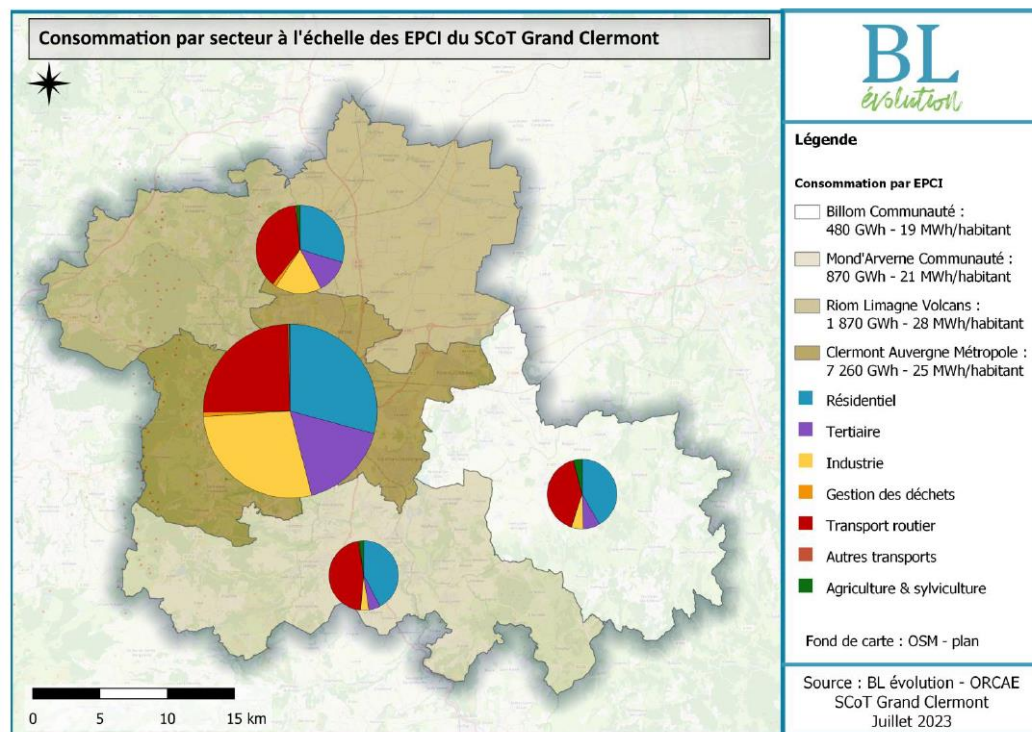 Consommation par secteur à l'échelle des EPCI du SCoT Grand Clermont
BL
évolution
Légende
Consommation par EPCI
Billom Communauté :
480 GWh - 19 MWh/habitant
Mond'Arverne Communauté :
870 GWh - 21 MWh/habitant
Riom Limagne Volcans :
1 870 GWh - 28 MWh/habitant
Clermont Auvergne Métropole :
7 260 GWh - 25 MWh/habitant
Résidentiel
Tertiaire
Industrie
Gestion des déchets
Transport routier
Autres transports
Agriculture & sylviculture
Fond de carte : OSM - plan
Source : BL évolution - ORCAE
SCoT Grand Clermont
Juillet 2023
0 5 10 15 km